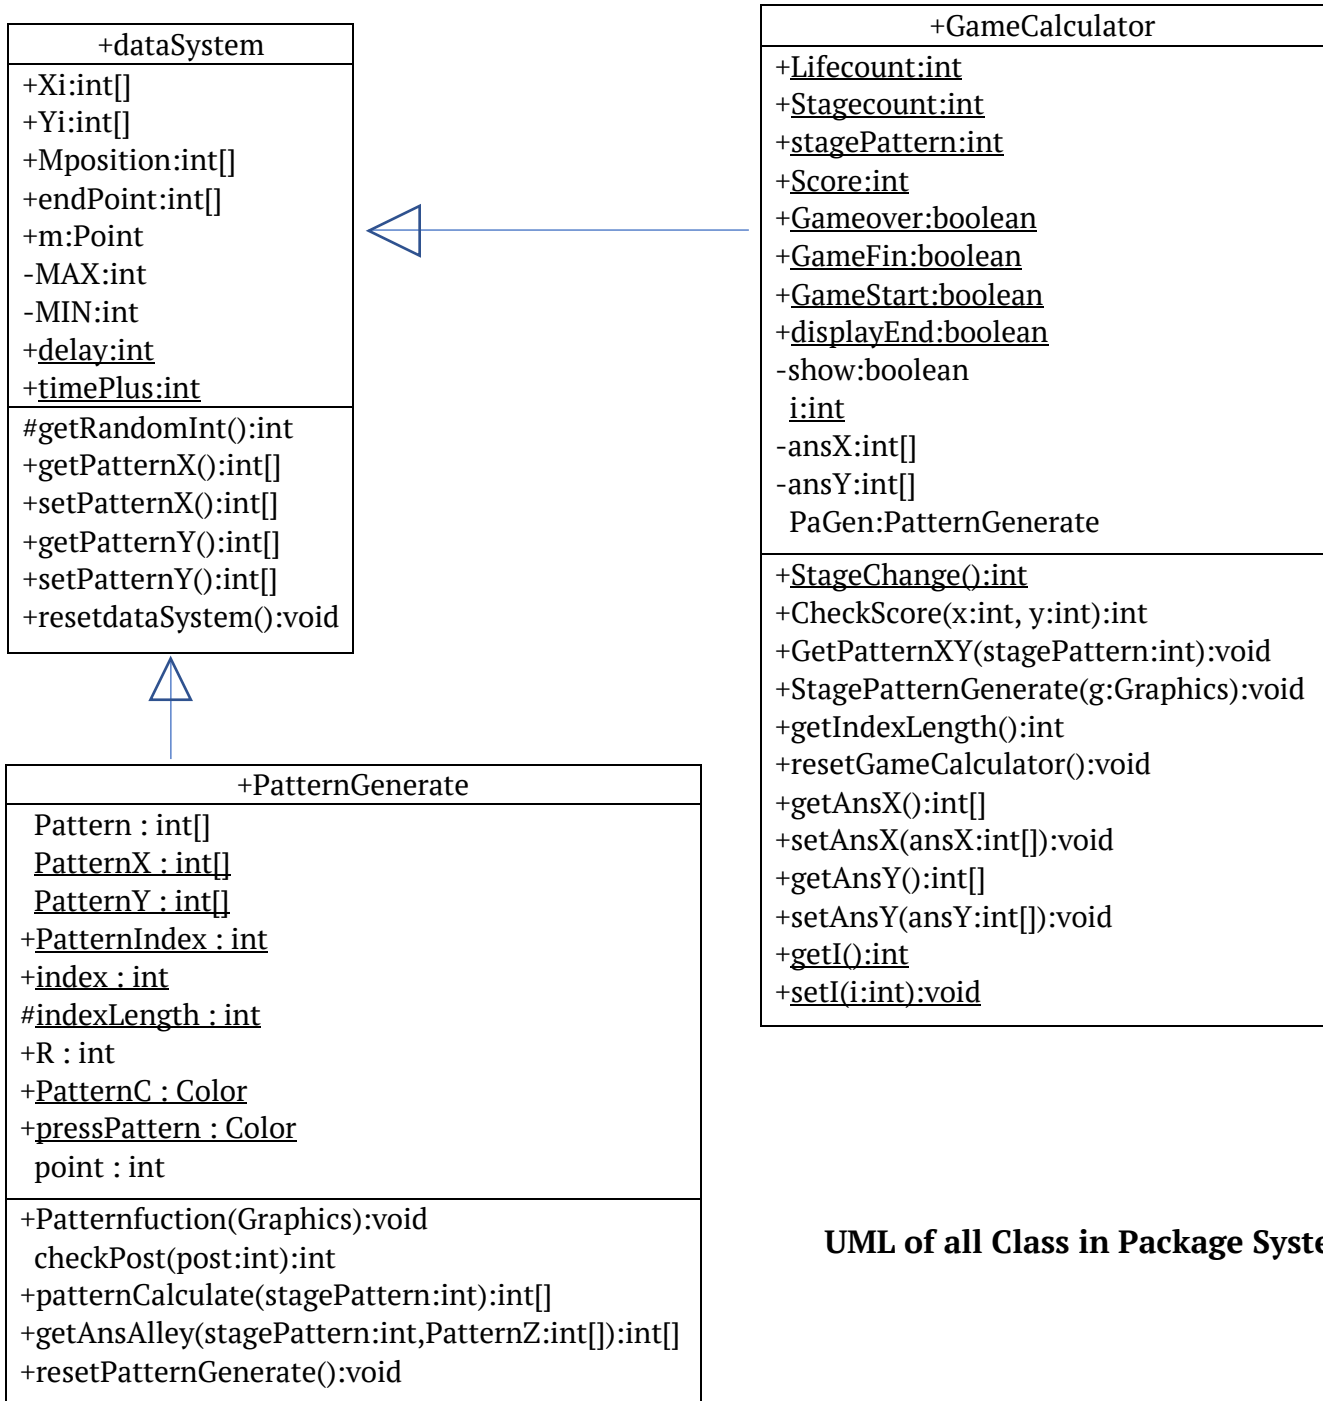 +dataSystem
+Xi:int[]
+Yi:int[]
+Mposition:int[]
+endPoint:int[]
+m:Point
-MAX:int
-MIN:int
+delay:int
+timePlus:int
#getRandomInt():int
+getPatternX():int[]
+setPatternX():int[]
+getPatternY():int[]
+setPatternY():int[]
+resetdataSystem():void
+GameCalculator
+Lifecount:int
+Stagecount:int
+stagePattern:int
+Score:int
+Gameover:boolean
+GameFin:boolean
+GameStart:boolean
+displayEnd:boolean
-show:boolean
i:int
-ansX:int[]
-ansY:int[]
PaGen:PatternGenerate
+StageChange():int
+CheckScore(x:int, y:int):int
+GetPatternXY(stagePattern:int):void
+StagePatternGenerate(g:Graphics):void
+getIndexLength():int
+resetGameCalculator():void
+getAnsX():int[]
+setAnsX(ansX:int[]):void
+getAnsY():int[]
+setAnsY(ansY:int[]):void
+getI():int
+setI(i:int):void
+PatternGenerate
Pattern : int[]
PatternX : int[]
PatternY : int[]
+PatternIndex : int
+index : int
#indexLength : int
+R : int
+PatternC : Color
+pressPattern : Color
point : int
+Patternfuction(Graphics):void
checkPost(post:int):int
+patternCalculate(stagePattern:int):int[]
+getAnsAlley(stagePattern:int,PatternZ:int[]):int[]
+resetPatternGenerate():void
UML of all Class in Package